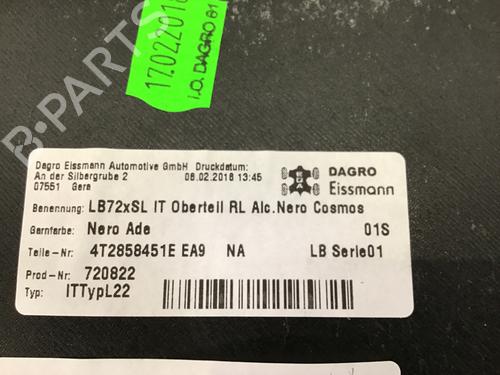 17.02.2018
I.O. DAGRO 61
B-PARTS
Dagro Eissmann Automotive GmbH Druckdatum:
An der Silbergrube 2 08.02.2018 13:45
07551 Gera
DAGRO
Eissmann
Benennung: LB72xSL IT Oberteil RL Alc.Nero Cosmos
Garnfarbe: Nero Ade 01S
Teile-Nr: 4T2858451E EA9 NA LB Serie01
Prod-Nr: 720822
Typ: ITTypL22